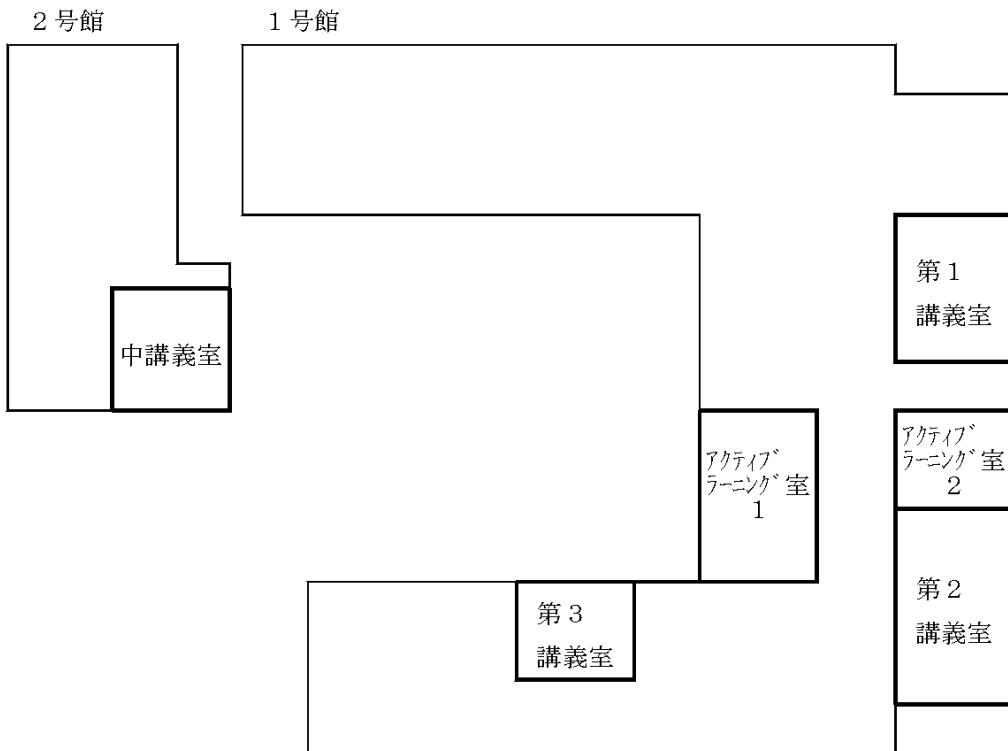 2号館
1号館
第1
講義室
中講義室
アクティブ
ラーニング室
1
アクティブ
ラーニング室
2
第2
講義室
第3
講義室